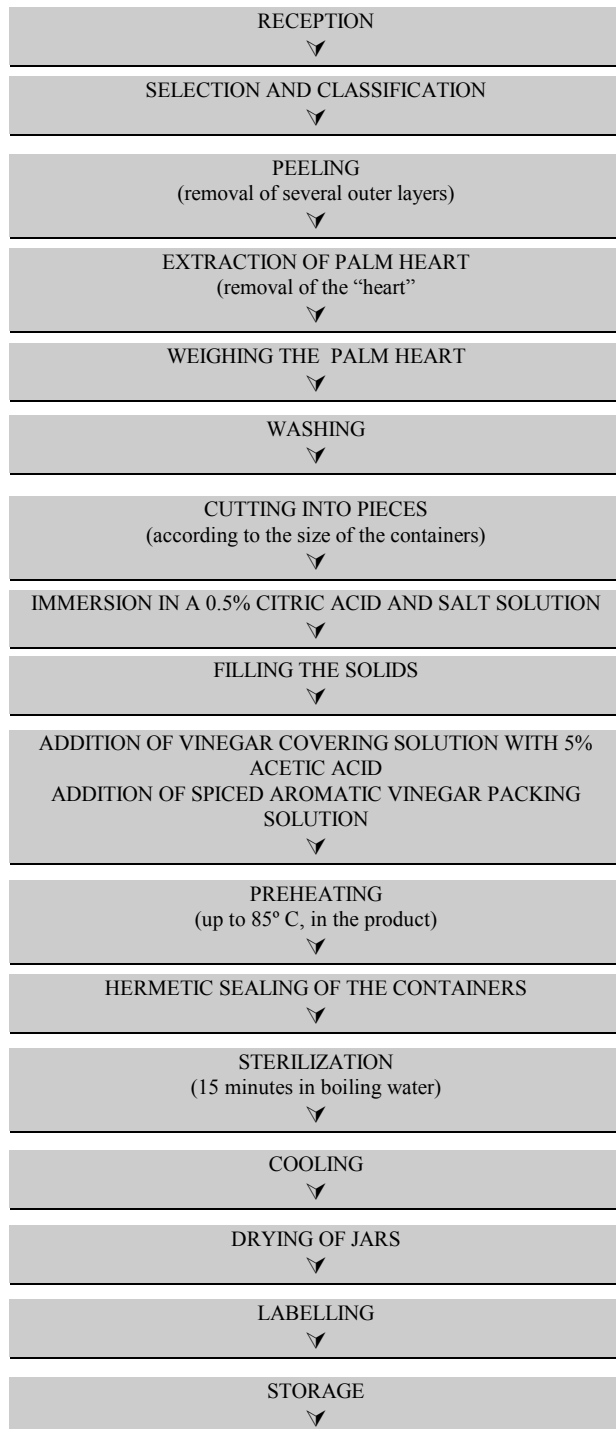 RECEPTION
SELECTION AND CLASSIFICATION
PEELING
(removal of several outer layers)
EXTRACTION OF PALM HEART
(removal of the “heart”
WEIGHING THE PALM HEART
WASHING
CUTTING INTO PIECES
(according to the size of the containers)
IMMERSION IN A 0.5% CITRIC ACID AND SALT SOLUTION
FILLING THE SOLIDS
ADDITION OF VINEGAR COVERING SOLUTION WITH 5%
ACETIC ACID
ADDITION OF SPICED AROMATIC VINEGAR PACKING
SOLUTION
PREHEATING
(up to 85º C, in the product)
HERMETIC SEALING OF THE CONTAINERS
STERILIZATION
(15 minutes in boiling water)
COOLING
DRYING OF JARS
LABELLING
STORAGE